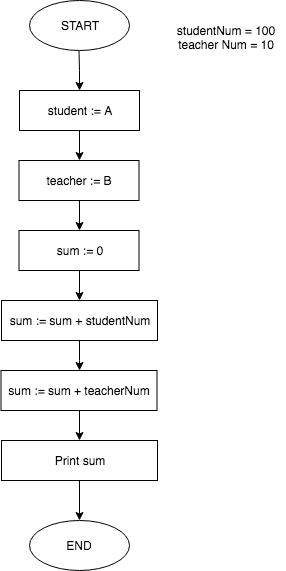 START
studentNum = 100
teacher Num = 10
student := A
teacher := B
sum := 0
sum := sum + studentNum
sum := sum + teacherNum
Print sum
END